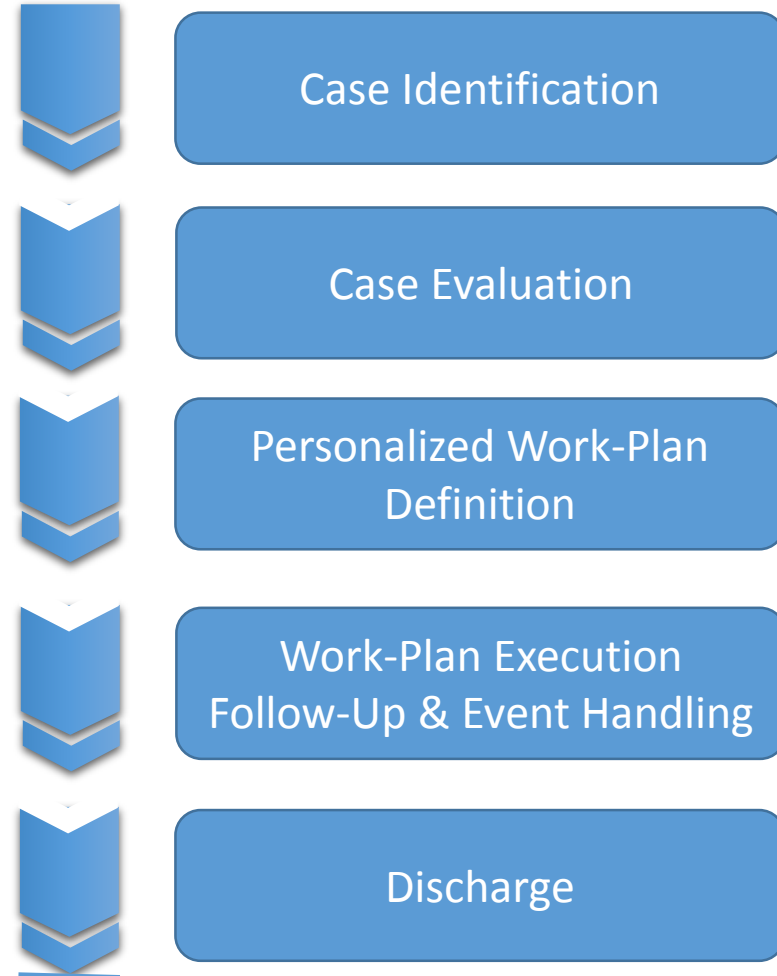 Case Identification
Case Evaluation
Personalized Work-Plan
Definition
Work-Plan Execution
Follow-Up & Event Handling
Discharge